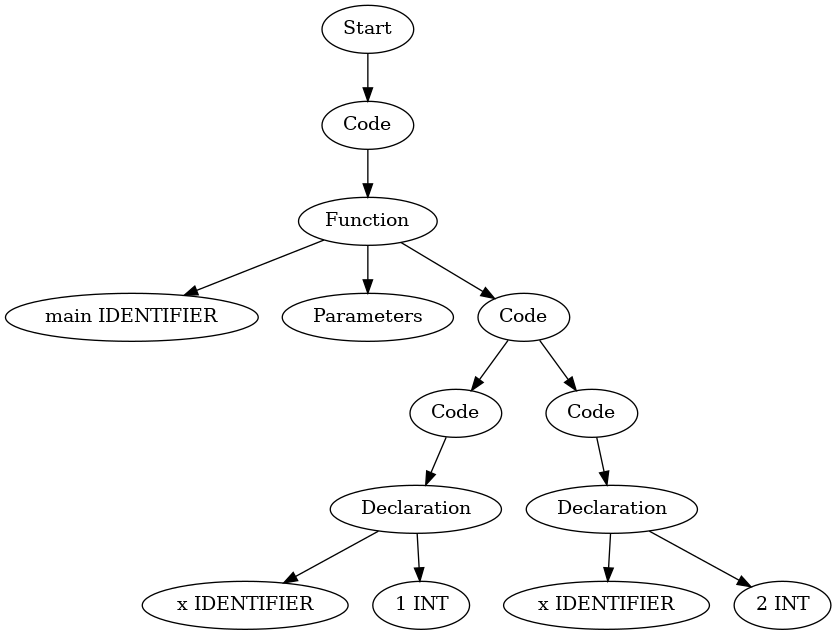 Start
Code
Function
main IDENTIFIER
Parameters
Code
Code
Code
Declaration
Declaration
x IDENTIFIER
1 INT
x IDENTIFIER
2 INT